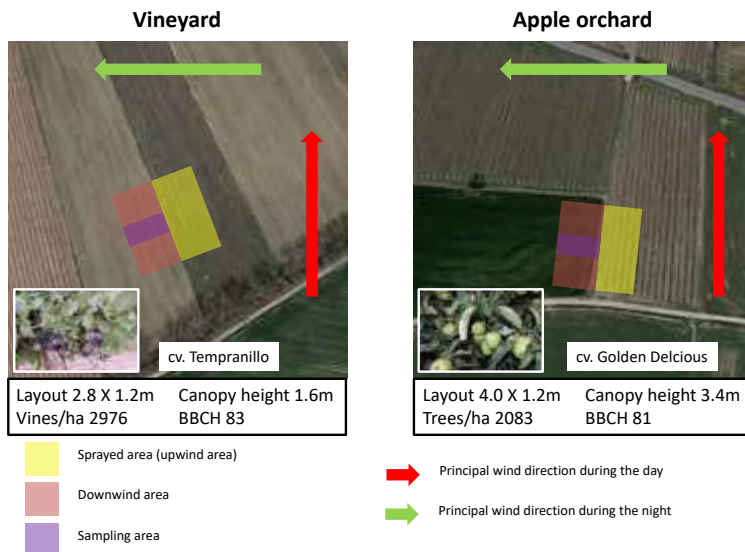 Vineyard
Apple orchard
cv. Tempranillo
cv. Golden Delcious
Layout 2.8 X 1.2m Canopy height 1.6m
Vines/ha 2976 BBCH 83
Layout 4.0 X 1.2m Canopy height 3.4m
Trees/ha 2083 BBCH 81
Sprayed area (upwind area)
Downwind area
Sampling area
Principal wind direction during the day
Principal wind direction during the night